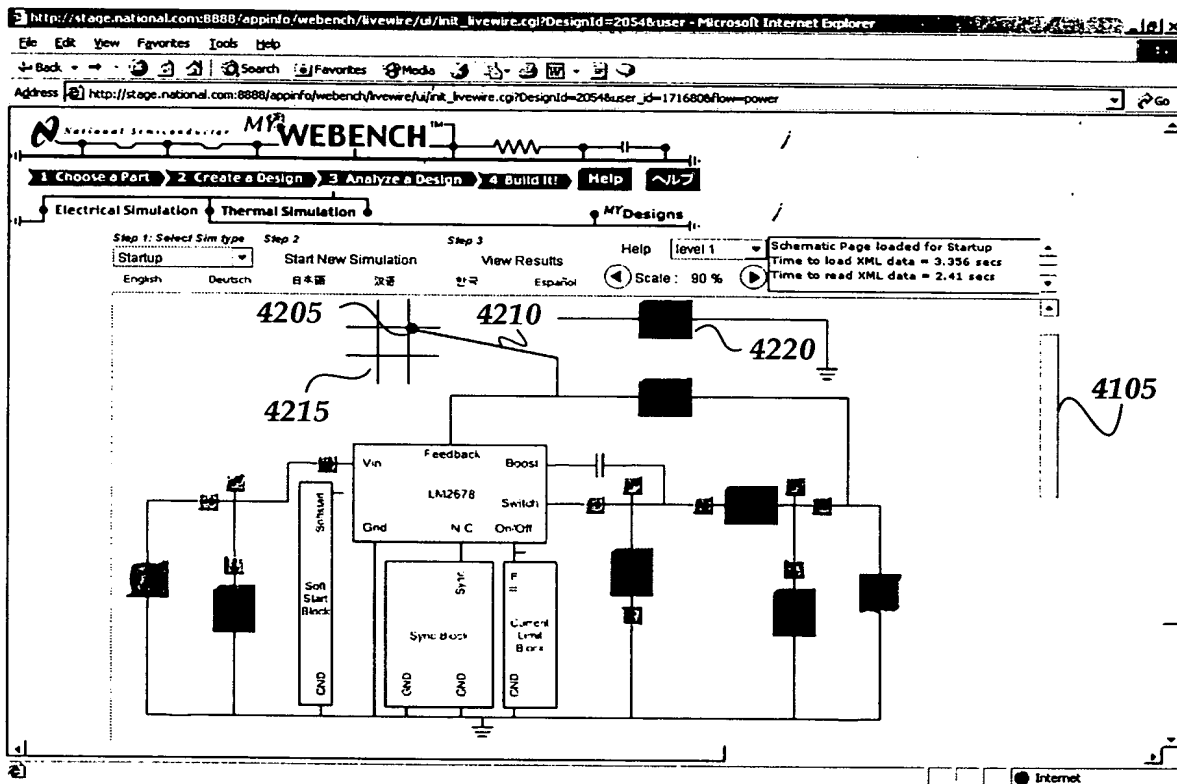 http://stage.national.com:8888/appinfo/webench/livewire/ui/init_livewire.cgi?DesignId=2054&user - Microsoft Internet Explorer
File Edit View Favorites Tools Help
Back Search Favorites Media
Address http://stage.national.com:8888/appinfo/webench/livewire/ui/init_livewire.cgi?DesignId=2054&user_id=171680&flow=power Go
National Semiconductor MY WEBENCH™
1 Choose a Part 2 Create a Design 3 Analyze a Design 4 Build It! Help ヘルプ
Electrical Simulation Thermal Simulation MY Designs
Step 1: Select Sim type Step 2 Step 3
Startup Start New Simulation View Results Help level 1
English Deutsch 日本語 汉语 한국 Español Scale : 90 %
Schematic Page loaded for Startup
Time to load XML data = 3.356 secs
Time to read XML data = 2.41 secs
4205 4210
4220
4215
4105
Vin Feedback Boost
LM2678
Switch
Gnd N C On/Off
Softstart
Soft Start Block
GND
Sync
Sync Block
GND GND
Current Limit Block
GND
Internet